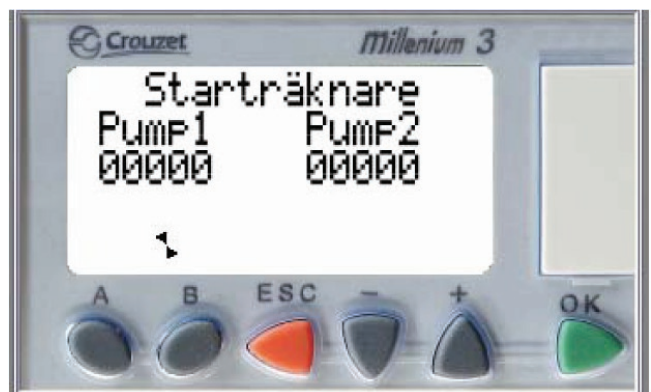 Crouzet Millenium 3
Starträknare
Pump1 Pump2
00000 00000
A B ESC - + OK